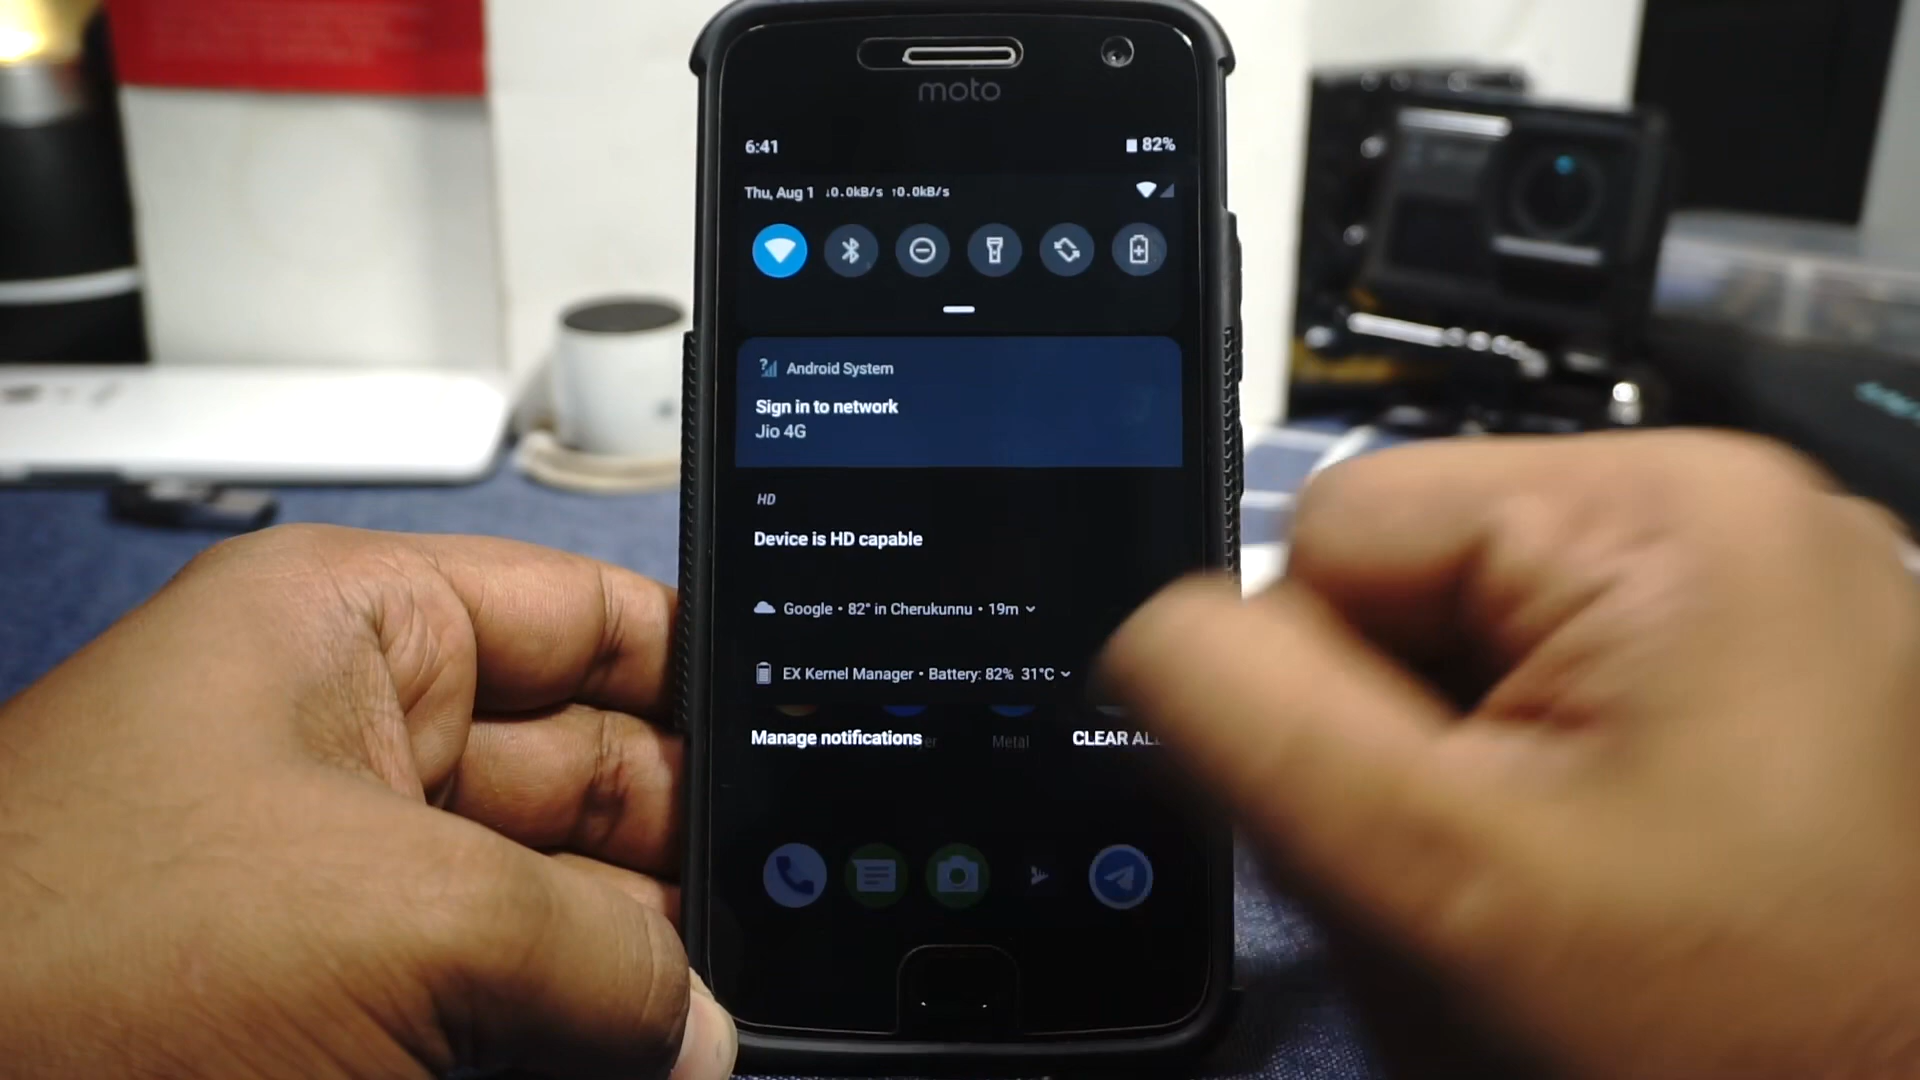 moto
6:41
82%
Thu, Aug 1 ↓0.0kB/s ↑0.0kB/s
Android System
Sign in to network
Jio 4G
HD
Device is HD capable
Google • 82° in Cherukunnu • 19m
EX Kernel Manager • Battery: 82% 31°C
Manage notifications
CLEAR ALL
Metal